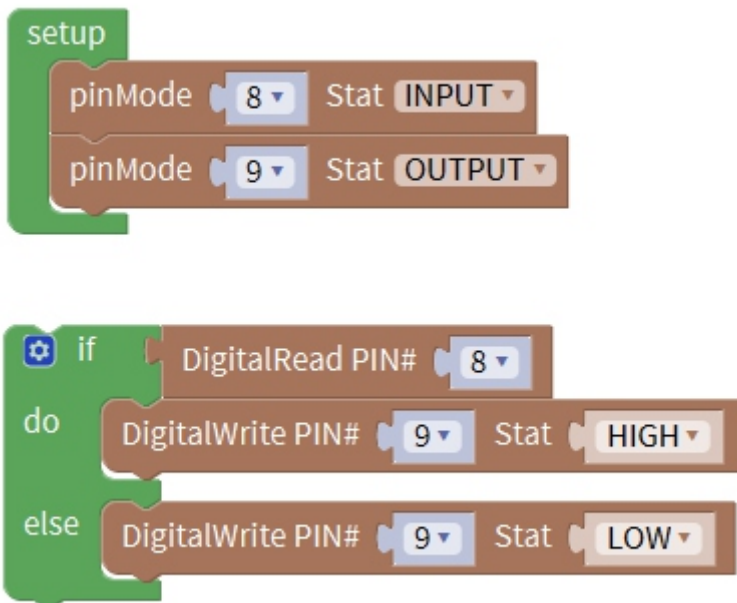 setup
pinMode 8 Stat INPUT
pinMode 9 Stat OUTPUT
if DigitalRead PIN# 8
do DigitalWrite PIN# 9 Stat HIGH
else DigitalWrite PIN# 9 Stat LOW